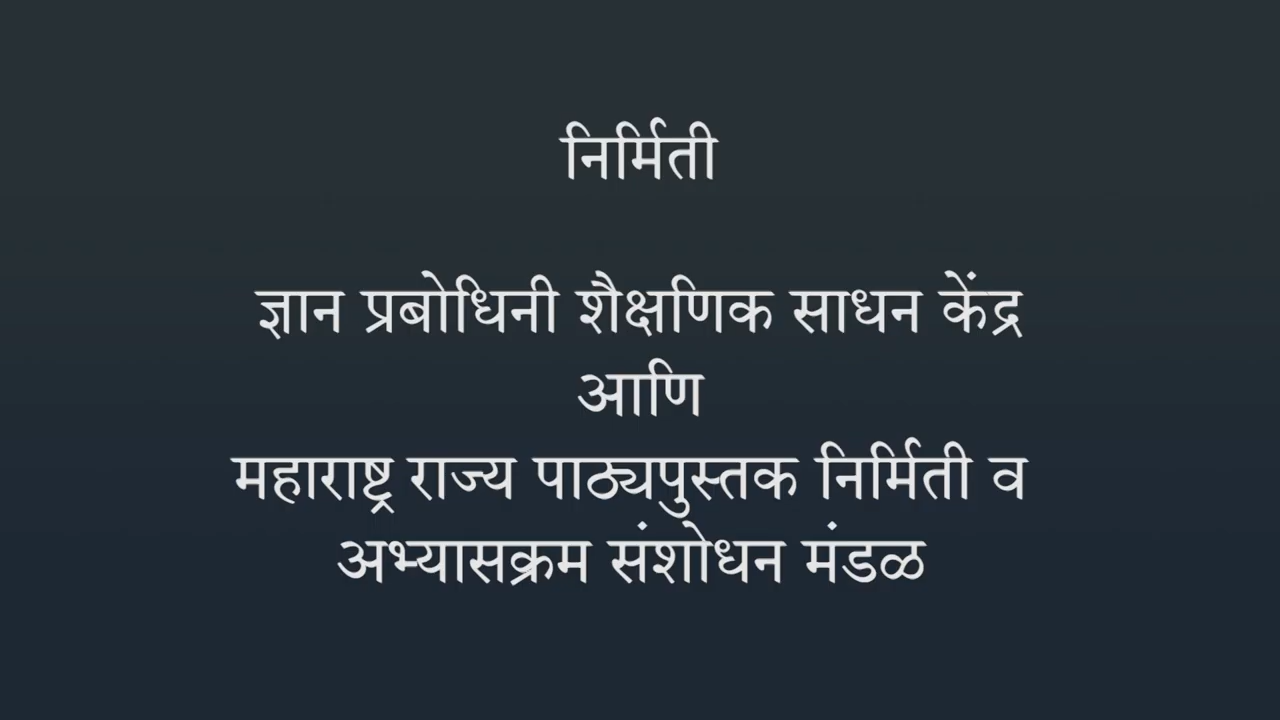 निर्मिती
ज्ञान प्रबोधिनी शैक्षणिक साधन केंद्र
आणि
महाराष्ट्र राज्य पाठ्यपुस्तक निर्मिती व
अभ्यासक्रम संशोधन मंडळ